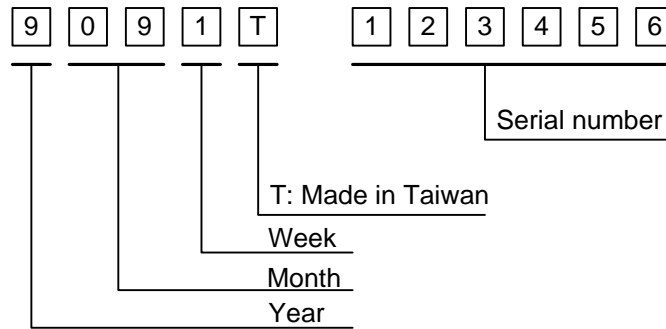 9 0 9 1 T 1 2 3 4 5 6
Serial number
T: Made in Taiwan
Week
Month
Year